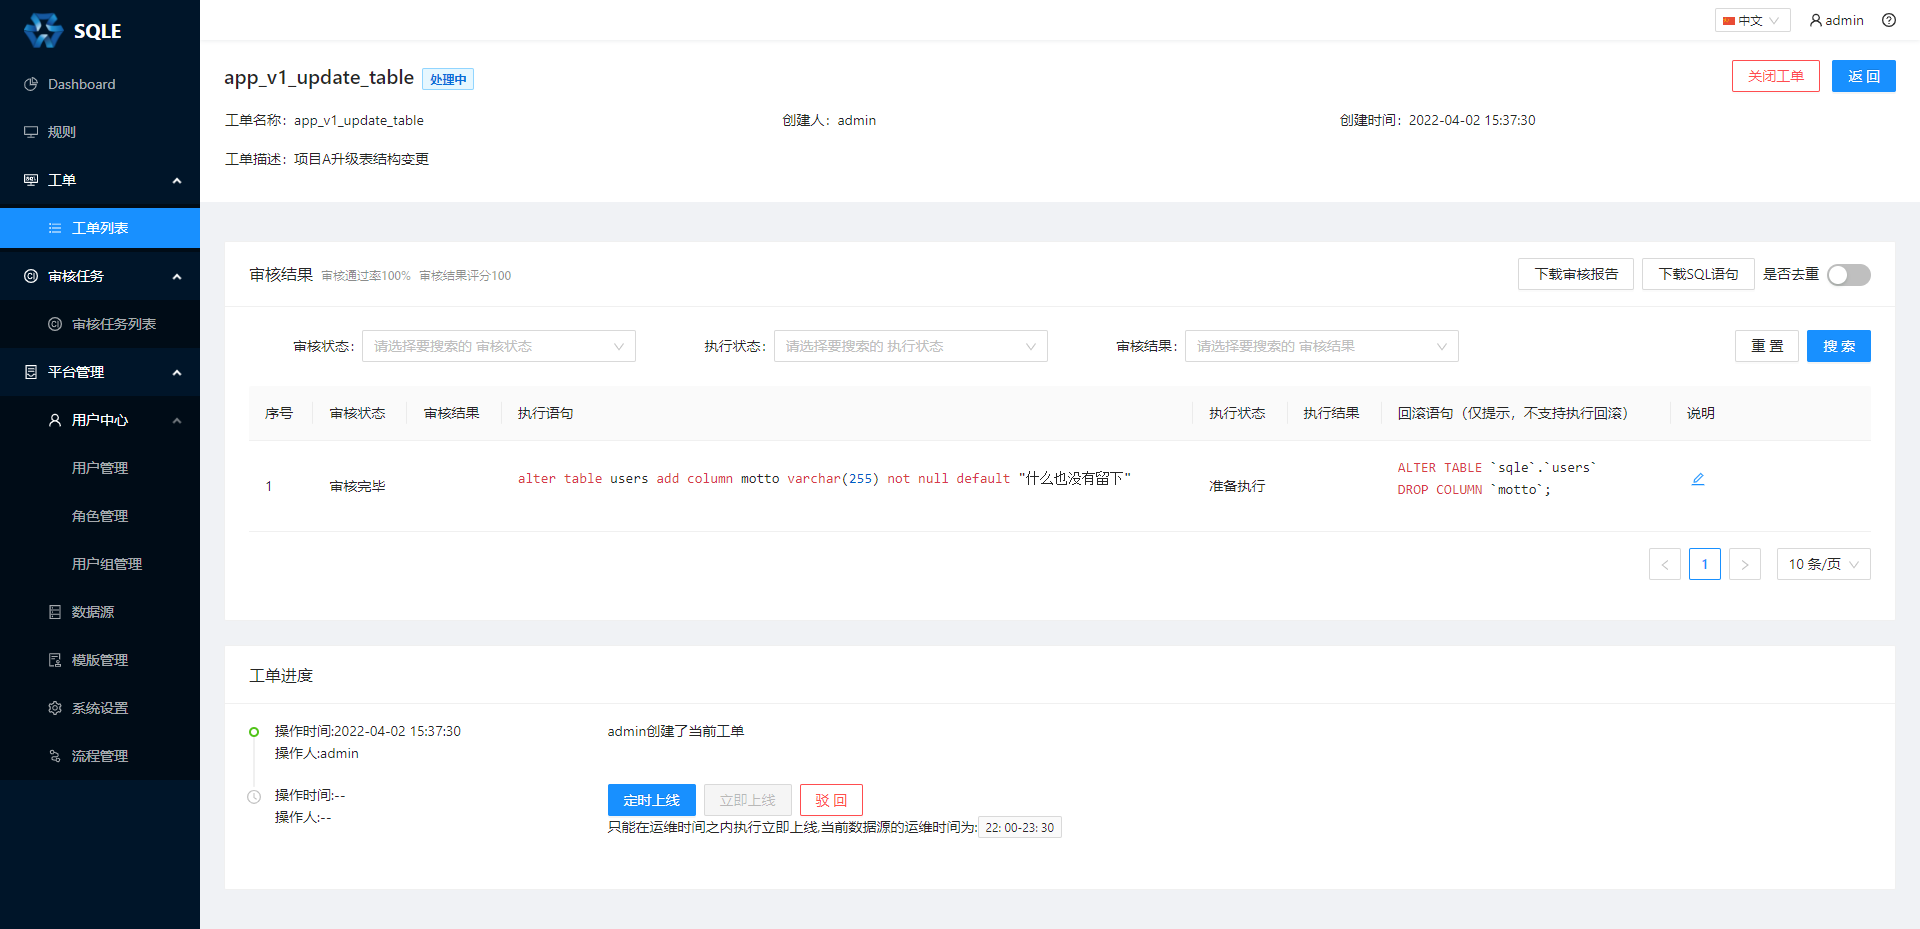 SQLE
中文
admin
Dashboard
规则
工单
工单列表
审核任务
审核任务列表
平台管理
用户中心
用户管理
角色管理
用户组管理
数据源
模版管理
系统设置
流程管理
app_v1_update_table 处理中
关闭工单 返 回
工单名称：app_v1_update_table 创建人：admin 创建时间：2022-04-02 15:37:30
工单描述：项目A升级表结构变更
审核结果 审核通过率100% 审核结果评分100
下载审核报告 下载SQL语句 是否去重
审核状态: 请选择要搜索的 审核状态 执行状态: 请选择要搜索的 执行状态 审核结果: 请选择要搜索的 审核结果 重 置 搜 索
序号 审核状态 审核结果 执行语句 执行状态 执行结果 回滚语句（仅提示，不支持执行回滚） 说明
1 审核完毕 alter table users add column motto varchar(255) not null default "什么也没有留下" 准备执行 ALTER TABLE `sqle`.`users`
DROP COLUMN `motto`;
< 1 > 10 条/页
工单进度
操作时间:2022-04-02 15:37:30 admin创建了当前工单
操作人:admin
操作时间:-- 定时上线 立即上线 驳 回
操作人:-- 只能在运维时间之内执行立即上线,当前数据源的运维时间为: 22: 00-23: 30